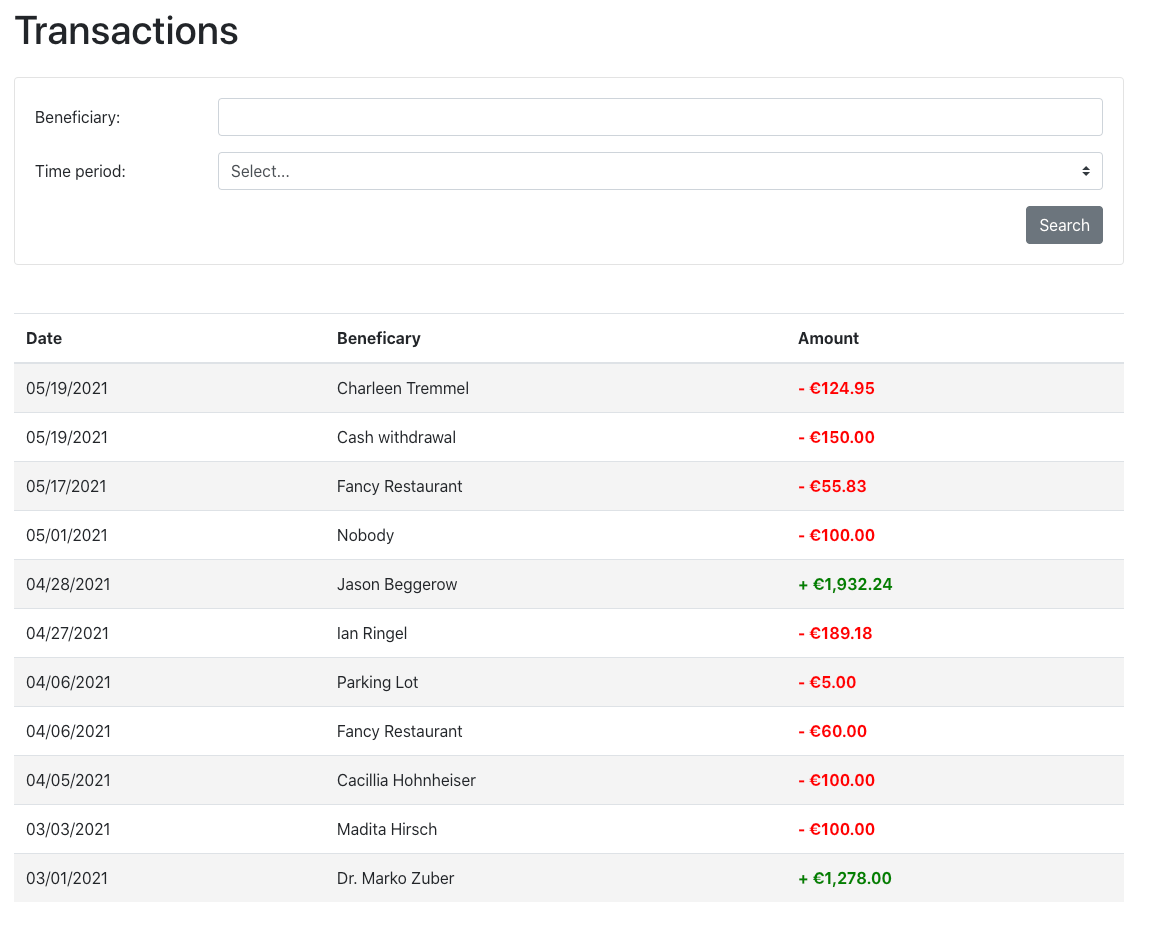 Transactions
Beneficiary:
Time period: Select...
Search
Date Beneficary Amount
05/19/2021 Charleen Tremmel - €124.95
05/19/2021 Cash withdrawal - €150.00
05/17/2021 Fancy Restaurant - €55.83
05/01/2021 Nobody - €100.00
04/28/2021 Jason Beggerow + €1,932.24
04/27/2021 Ian Ringel - €189.18
04/06/2021 Parking Lot - €5.00
04/06/2021 Fancy Restaurant - €60.00
04/05/2021 Cacillia Hohnheiser - €100.00
03/03/2021 Madita Hirsch - €100.00
03/01/2021 Dr. Marko Zuber + €1,278.00